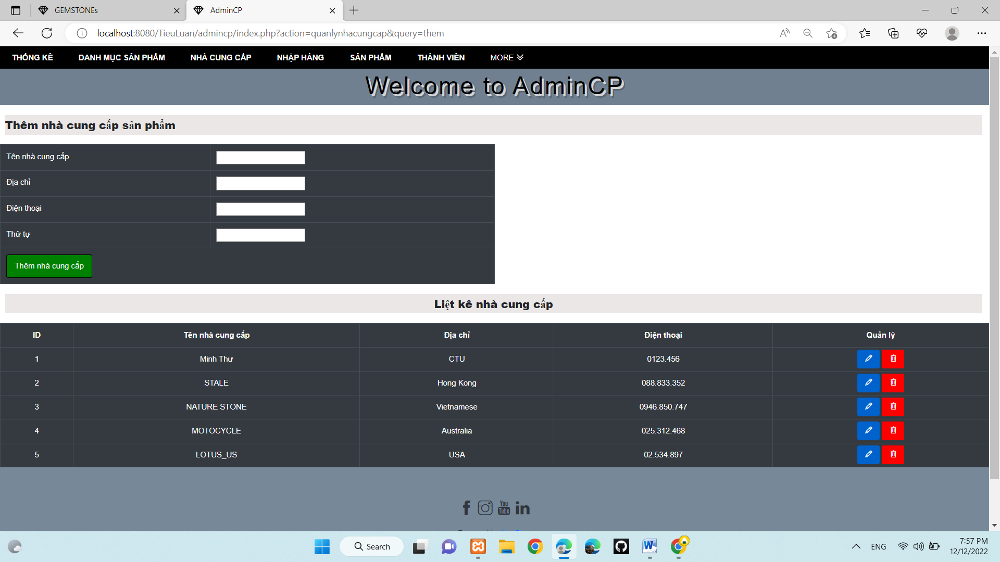 GEMSTONEs
AdminCP
localhost:8080/TieuLuan/admincp/index.php?action=quanlynhacungcap&query=them
THỐNG KÊ DANH MỤC SẢN PHẨM NHÀ CUNG CẤP NHẬP HÀNG SẢN PHẨM THÀNH VIÊN MORE
Welcome to AdminCP
Thêm nhà cung cấp sản phẩm
Tên nhà cung cấp
Địa chỉ
Điện thoại
Thứ tự
Thêm nhà cung cấp
Liệt kê nhà cung cấp
ID Tên nhà cung cấp Địa chỉ Điện thoại Quản lý
1 Minh Thư CTU 0123.456
2 STALE Hong Kong 088.833.352
3 NATURE STONE Vietnamese 0946.850.747
4 MOTOCYCLE Australia 025.312.468
5 LOTUS_US USA 02.534.897
You
Tube
Search
ENG
7:57 PM
12/12/2022